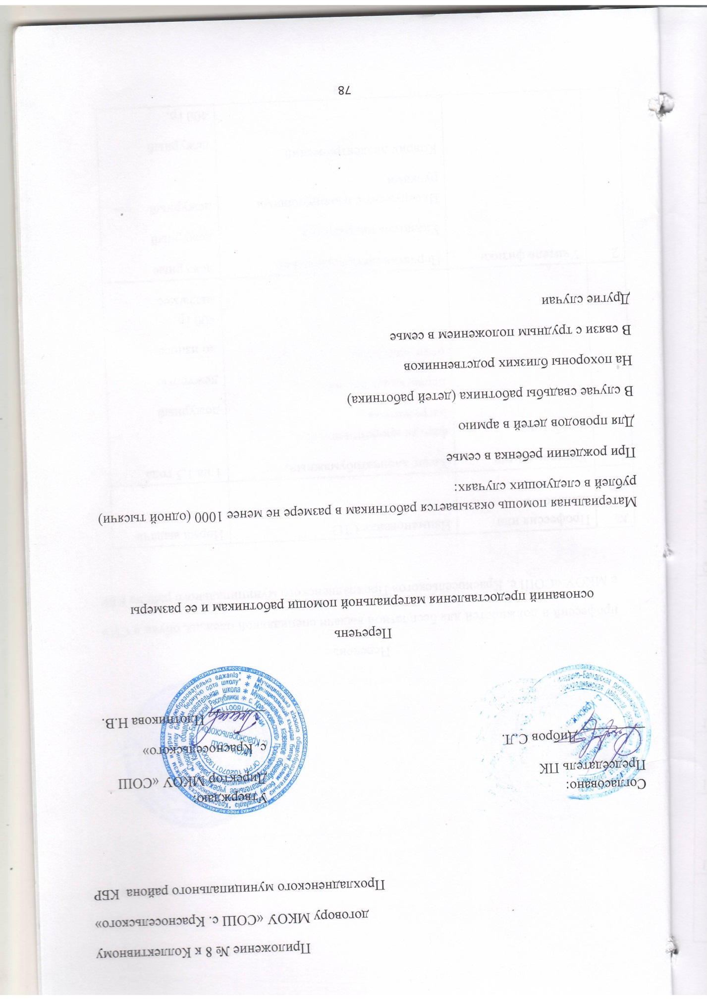 Приложение № 8 к Коллективному
договору МКОУ «СОШ с. Красносельского»
Прохладненского муниципального района КБР
Согласовано:
Председатель ПК
Дибров С.Л.
Утверждаю:
Директор МКОУ «СОШ
с. Красносельского»
Плотникова Н.В.
Перечень
оснований предоставления материальной помощи работникам и ее размеры
Материальная помощь оказывается работникам в размере не менее 1000 (одной тысячи)
рублей в следующих случаях:
При рождении ребенка в семье
Для проводов детей в армию
В случае свадьбы работника (детей работника)
На похороны близких родственников
В связи с трудным положением в семье
Другие случаи
78